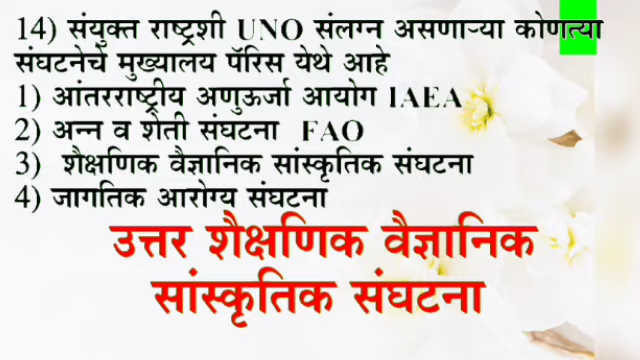 14) संयुक्त राष्ट्रशी UNO संलग्न असणाऱ्या कोणत्या
संघटनेचे मुख्यालय पॅरिस येथे आहे
1) आंतरराष्ट्रीय अणुऊर्जा आयोग IAEA
2) अन्न व शेती संघटना FAO
3) शैक्षणिक वैज्ञानिक सांस्कृतिक संघटना
4) जागतिक आरोग्य संघटना
उत्तर शैक्षणिक वैज्ञानिक
सांस्कृतिक संघटना